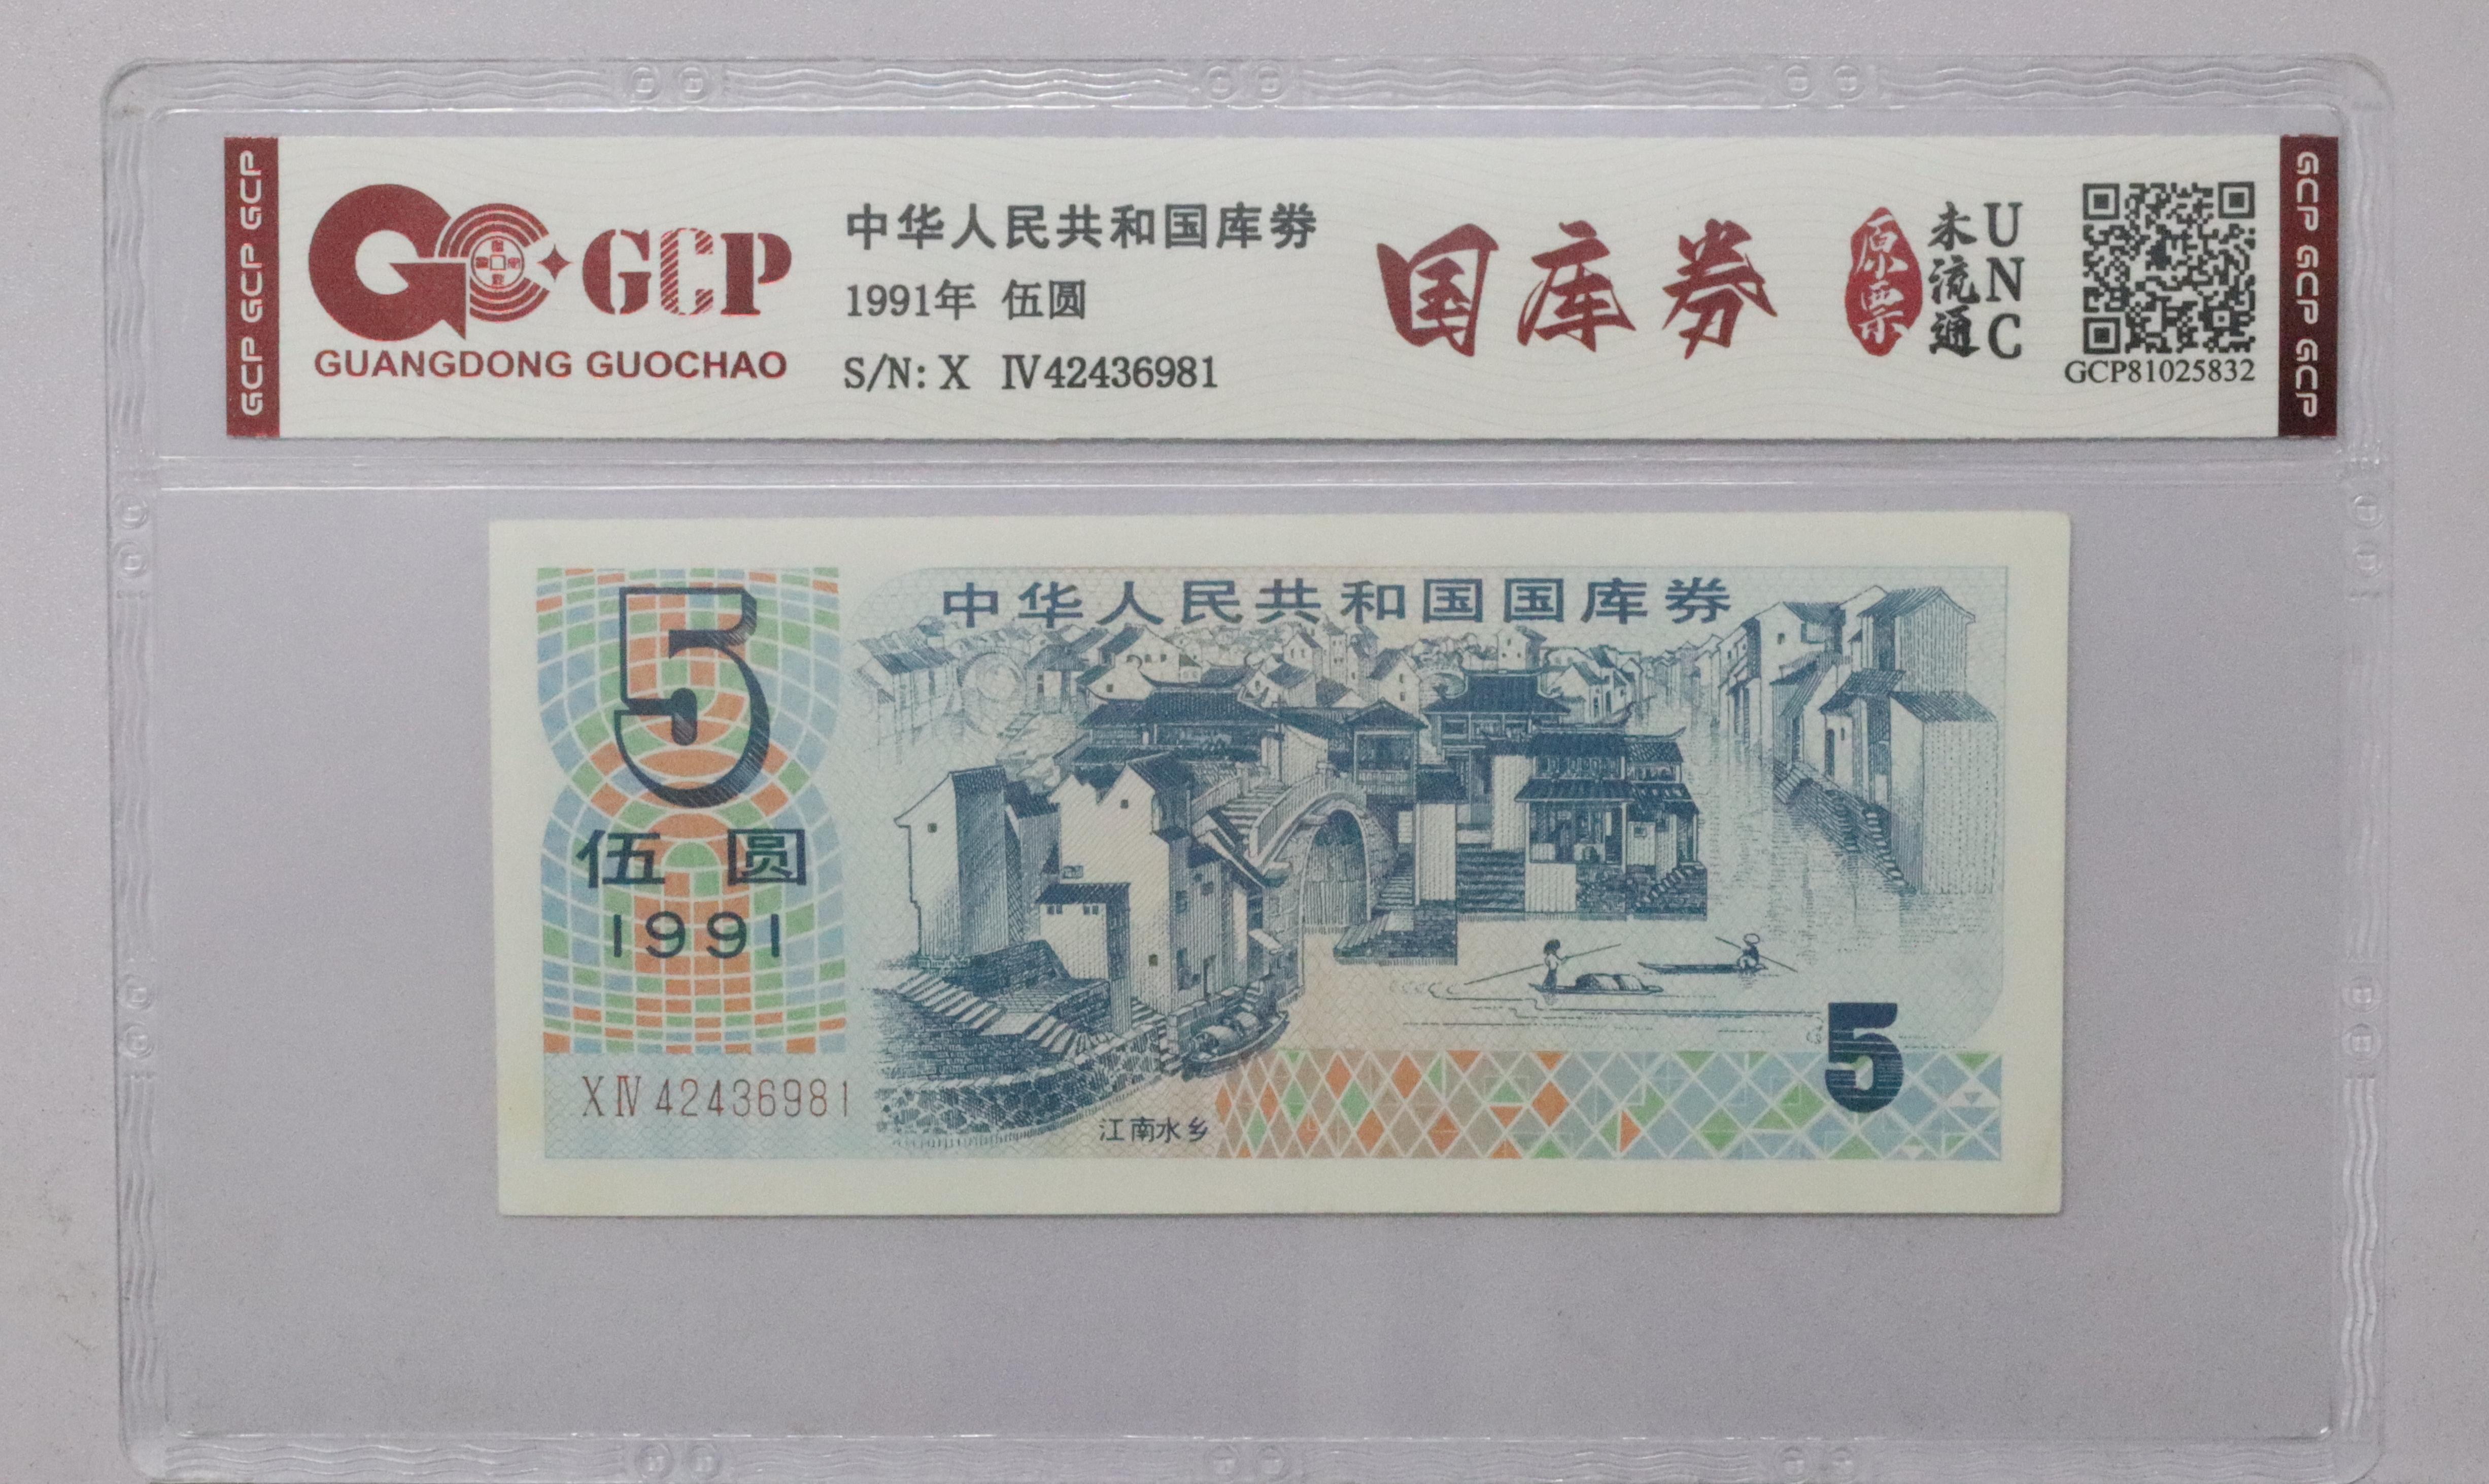 GCP GCP GCP
GCP
GUANGDONG GUOCHAO
中华人民共和国库券
1991年 伍圆
S/N: X Ⅳ42436981
国库券
原票
未流通
UNC
GCP81025832
GCP GCP GCP
中华人民共和国国库券
5
伍圆
1991
XⅣ42436981
江南水乡
5